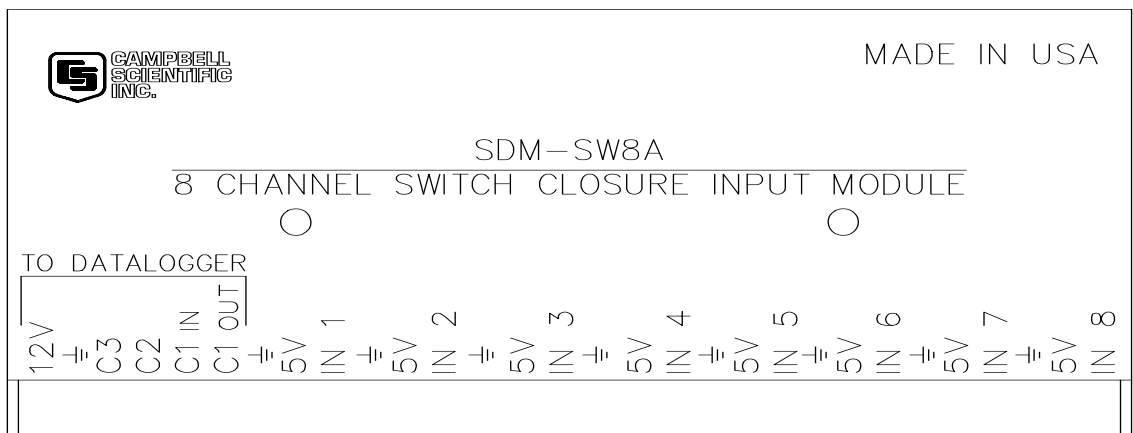 CAMPBELL
SCIENTIFIC
INC.
MADE IN USA
SDM-SW8A
8 CHANNEL SWITCH CLOSURE INPUT MODULE
TO DATALOGGER
12V
C3
C2
C1 IN
C1 OUT
5V
IN 1
5V
IN 2
5V
IN 3
5V
IN 4
5V
IN 5
5V
IN 6
5V
IN 7
5V
IN 8